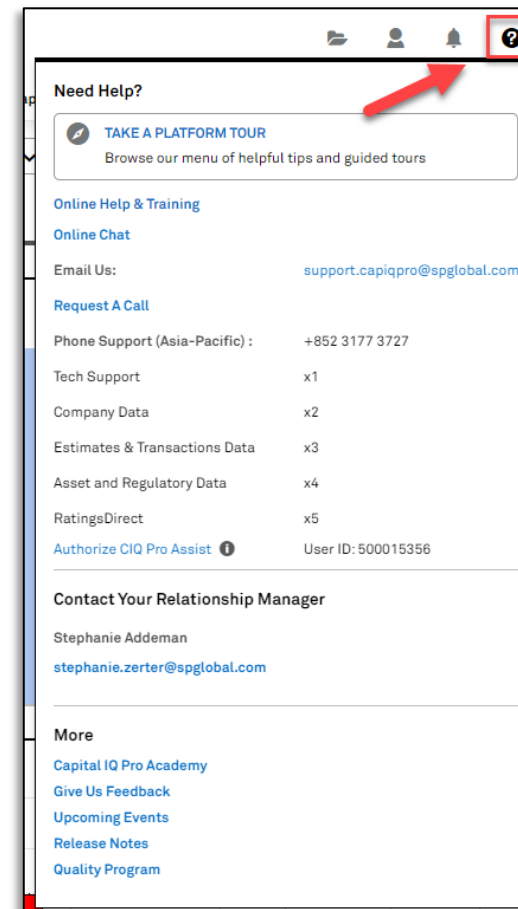 Need Help?
TAKE A PLATFORM TOUR
Browse our menu of helpful tips and guided tours
Online Help & Training
Online Chat
Email Us: support.capiqpro@spglobal.com
Request A Call
Phone Support (Asia-Pacific) : +852 3177 3727
Tech Support x1
Company Data x2
Estimates & Transactions Data x3
Asset and Regulatory Data x4
RatingsDirect x5
Authorize CIQ Pro Assist User ID: 500015356
Contact Your Relationship Manager
Stephanie Addeman
stephanie.zerter@spglobal.com
More
Capital IQ Pro Academy
Give Us Feedback
Upcoming Events
Release Notes
Quality Program